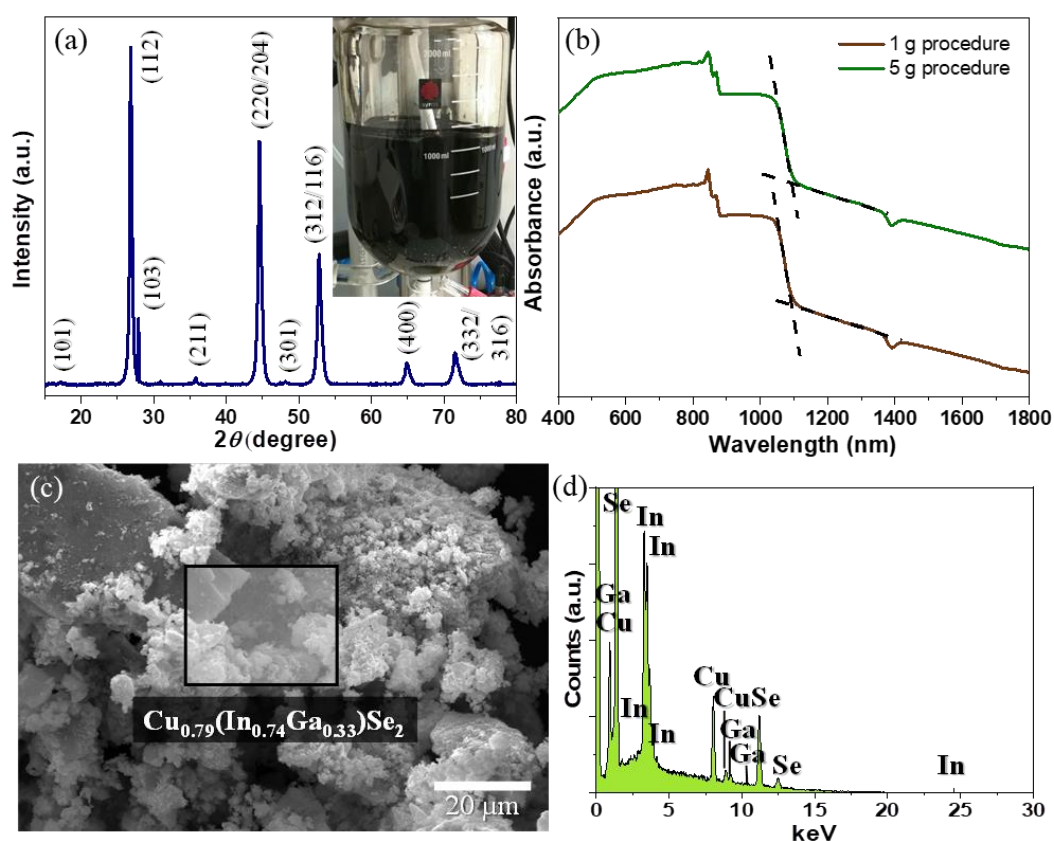 (a)
(112)
(103)
(101)
(211)
(220/204)
(301)
(312/116)
(400)
(332/
316)
2000 ml
1000 ml
1000 ml
Intensity (a.u.)
20 30 40 50 60 70 80
2θ (degree)
(b)
1 g procedure
5 g procedure
Absorbance (a.u.)
400 600 800 1000 1200 1400 1600 1800
Wavelength (nm)
(c)
Cu0.79(In0.74Ga0.33)Se2
20 μm
(d)
Se
In
In
Ga
Cu
In
In
Cu
CuSe
Ga
Ga
Se
In
Counts (a.u.)
0 5 10 15 20 25 30
keV